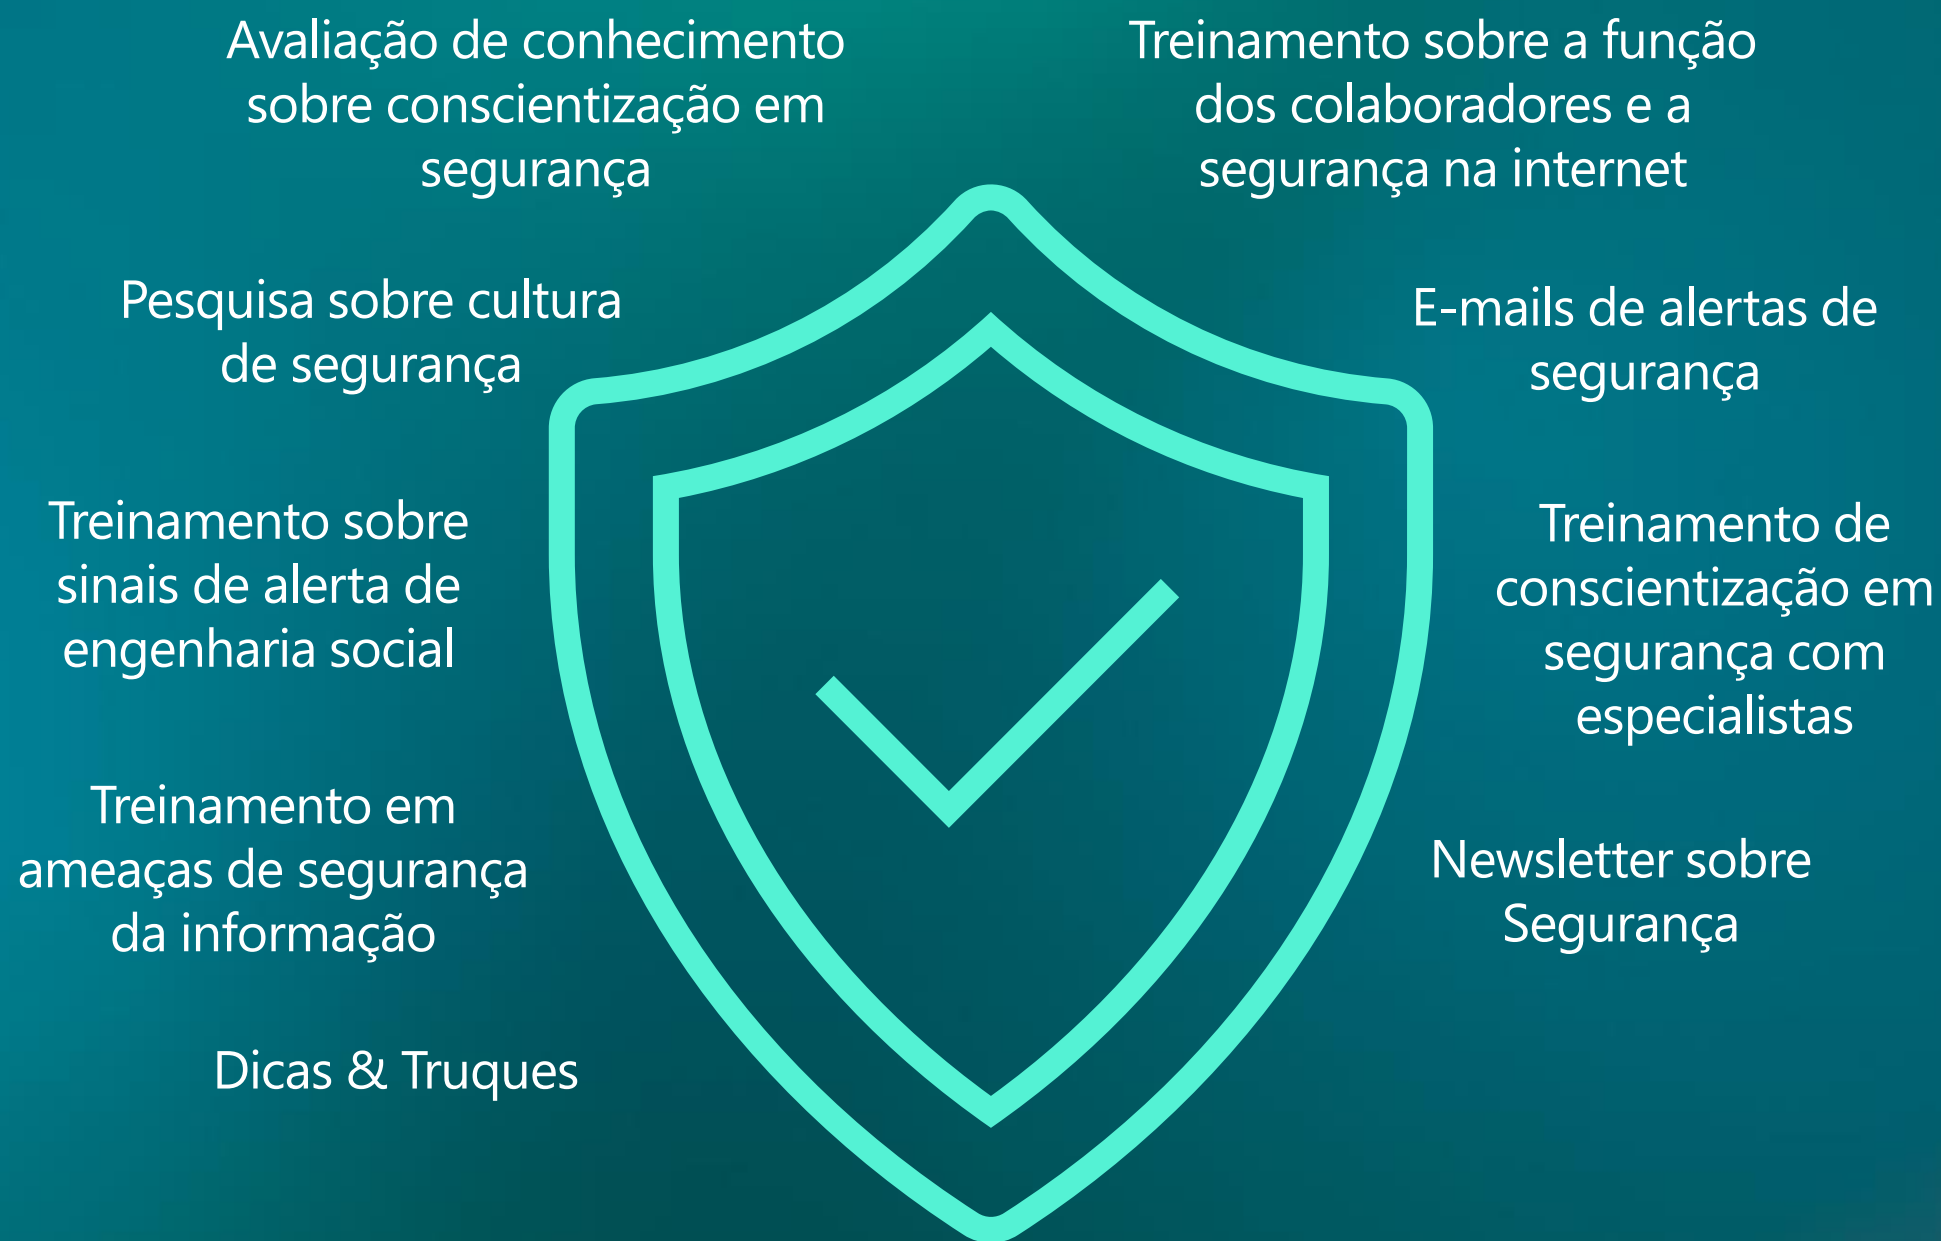 Avaliação de conhecimento
sobre conscientização em
segurança
Treinamento sobre a função
dos colaboradores e a
segurança na internet
Pesquisa sobre cultura
de segurança
E-mails de alertas de
segurança
Treinamento sobre
sinais de alerta de
engenharia social
Treinamento de
conscientização em
segurança com
especialistas
Treinamento em
ameaças de segurança
da informação
Newsletter sobre
Segurança
Dicas & Truques